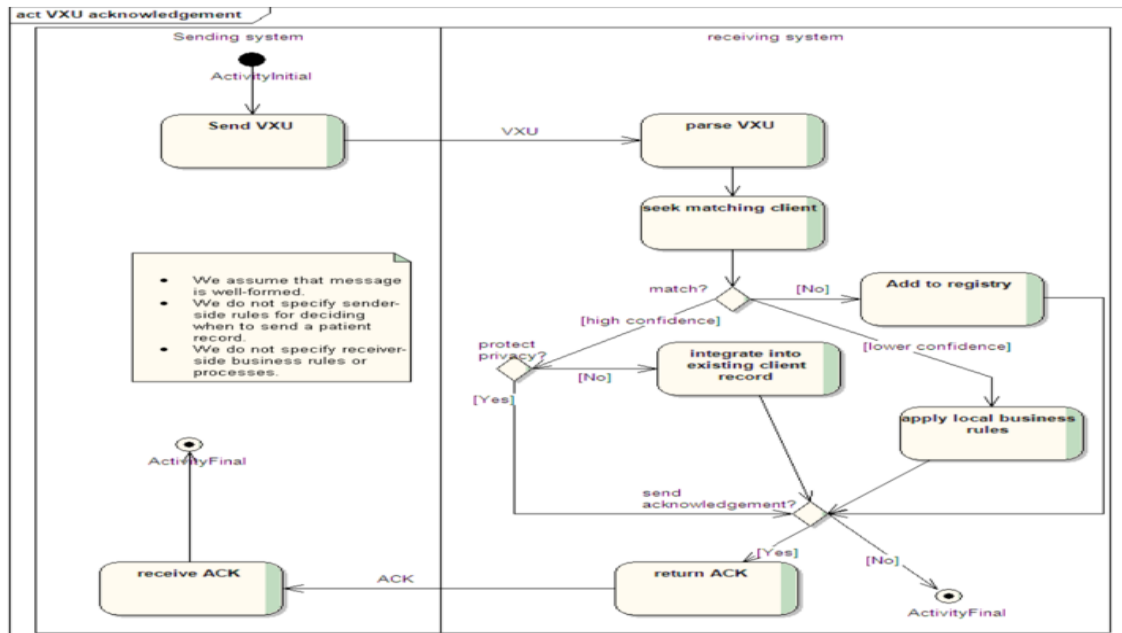 act VXU acknowledgement
Sending system
receiving system
ActivityInitial
Send VXU
VXU
parse VXU
seek matching client
• We assume that message
is well-formed.
• We do not specify sender-
side rules for deciding
when to send a patient
record.
• We do not specify receiver-
side business rules or
processes.
match?
[No]
Add to registry
[high confidence]
[lower confidence]
protect
privacy?
[No]
integrate into
existing client
record
[Yes]
apply local business
rules
ActivityFinal
send
acknowledgement?
[Yes]
[No]
receive ACK
ACK
return ACK
ActivityFinal